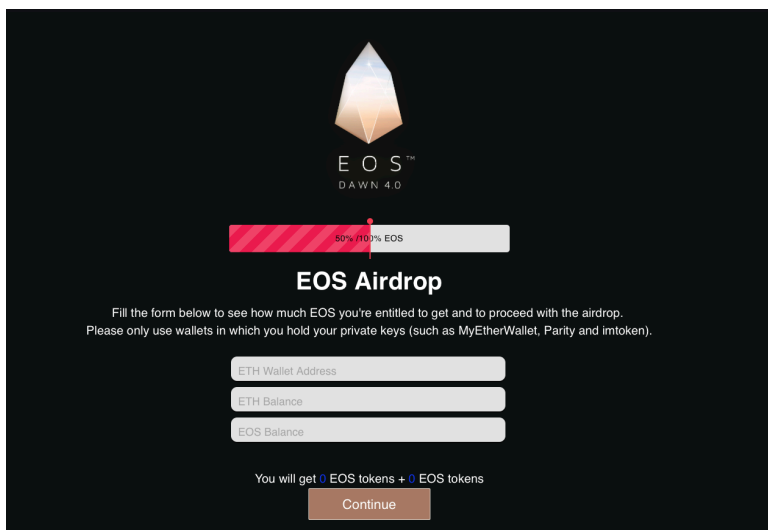 E O S™
DAWN 4.0
50% /100% EOS
EOS Airdrop
Fill the form below to see how much EOS you're entitled to get and to proceed with the airdrop.
Please only use wallets in which you hold your private keys (such as MyEtherWallet, Parity and imtoken).
ETH Wallet Address
ETH Balance
EOS Balance
You will get 0 EOS tokens + 0 EOS tokens
Continue